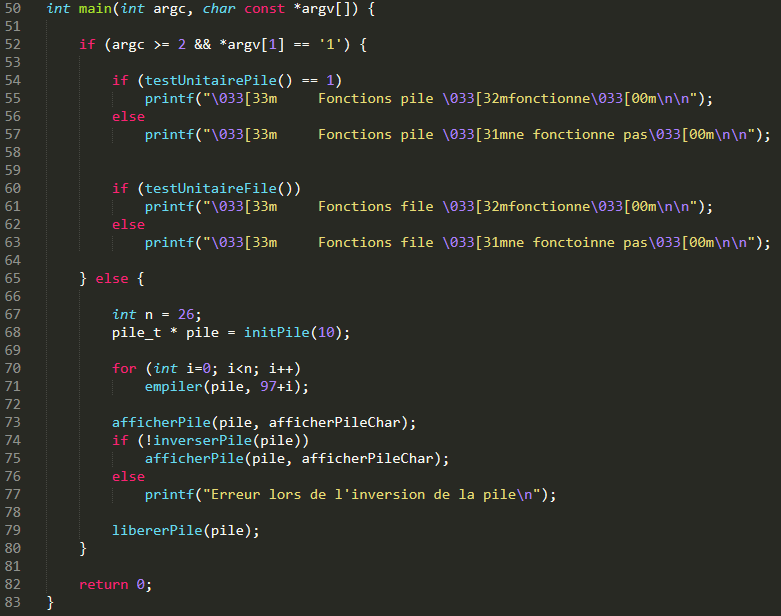 50 int main(int argc, char const *argv[]) {
51
52 if (argc >= 2 && *argv[1] == '1') {
53
54 if (testUnitairePile() == 1)
55 printf("\033[33m     Fonctions pile \033[32mfonctionne\033[00m\n\n");
56 else
57 printf("\033[33m     Fonctions pile \033[31mne fonctionne pas\033[00m\n\n");
58
59
60 if (testUnitaireFile())
61 printf("\033[33m     Fonctions file \033[32mfonctionne\033[00m\n\n");
62 else
63 printf("\033[33m     Fonctions file \033[31mne fonctoinne pas\033[00m\n\n");
64
65 } else {
66
67 int n = 26;
68 pile_t * pile = initPile(10);
69
70 for (int i=0; i<n; i++)
71 empiler(pile, 97+i);
72
73 afficherPile(pile, afficherPileChar);
74 if (!inverserPile(pile))
75 afficherPile(pile, afficherPileChar);
76 else
77 printf("Erreur lors de l'inversion de la pile\n");
78
79 libererPile(pile);
80 }
81
82 return 0;
83 }